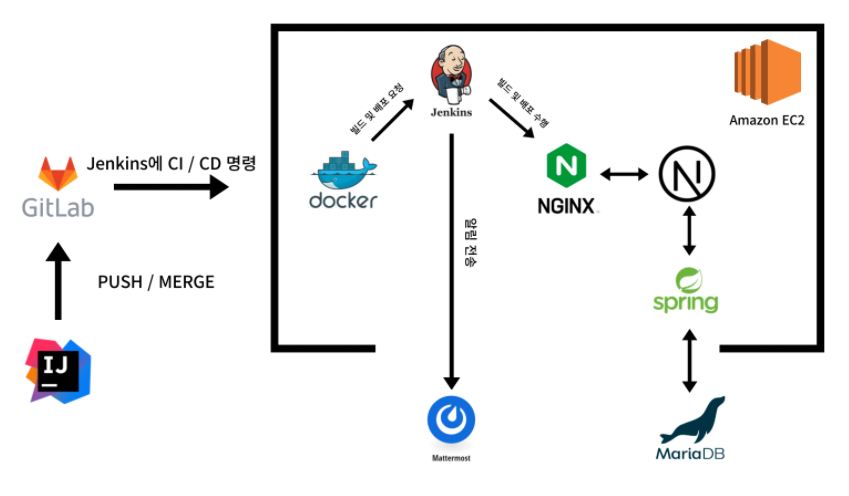 Jenkins
빌드 및 배포 요청
빌드 및 배포 수행
Amazon EC2
Jenkins에 CI / CD 명령
GitLab
docker
N
NGINX
N
알림 전송
PUSH / MERGE
spring
IJ
Mattermost
MariaDB